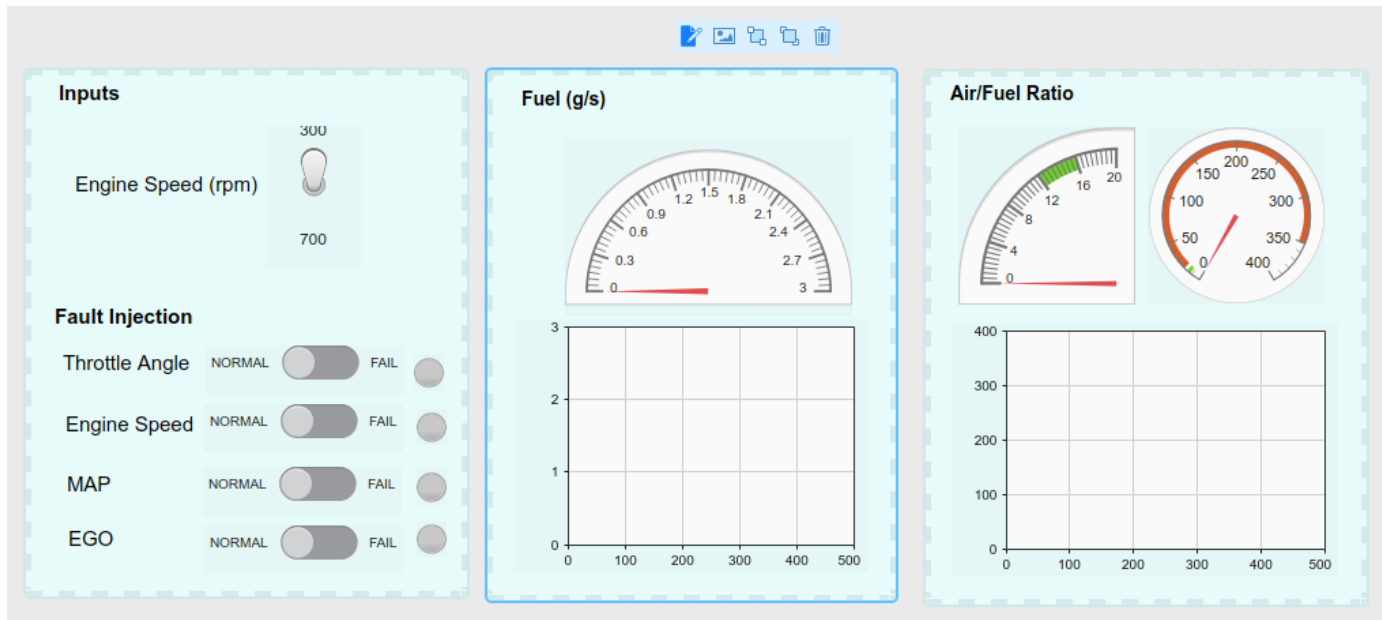 Inputs
300
Engine Speed (rpm)
700
Fault Injection
Throttle Angle NORMAL FAIL
Engine Speed NORMAL FAIL
MAP NORMAL FAIL
EGO NORMAL FAIL
Fuel (g/s)
0 0.3 0.6 0.9 1.2 1.5 1.8 2.1 2.4 2.7 3
3
2
1
0
0 100 200 300 400 500
Air/Fuel Ratio
0 4 8 12 16 20
0 50 100 150 200 250 300 350 400
400
300
200
100
0
0 100 200 300 400 500